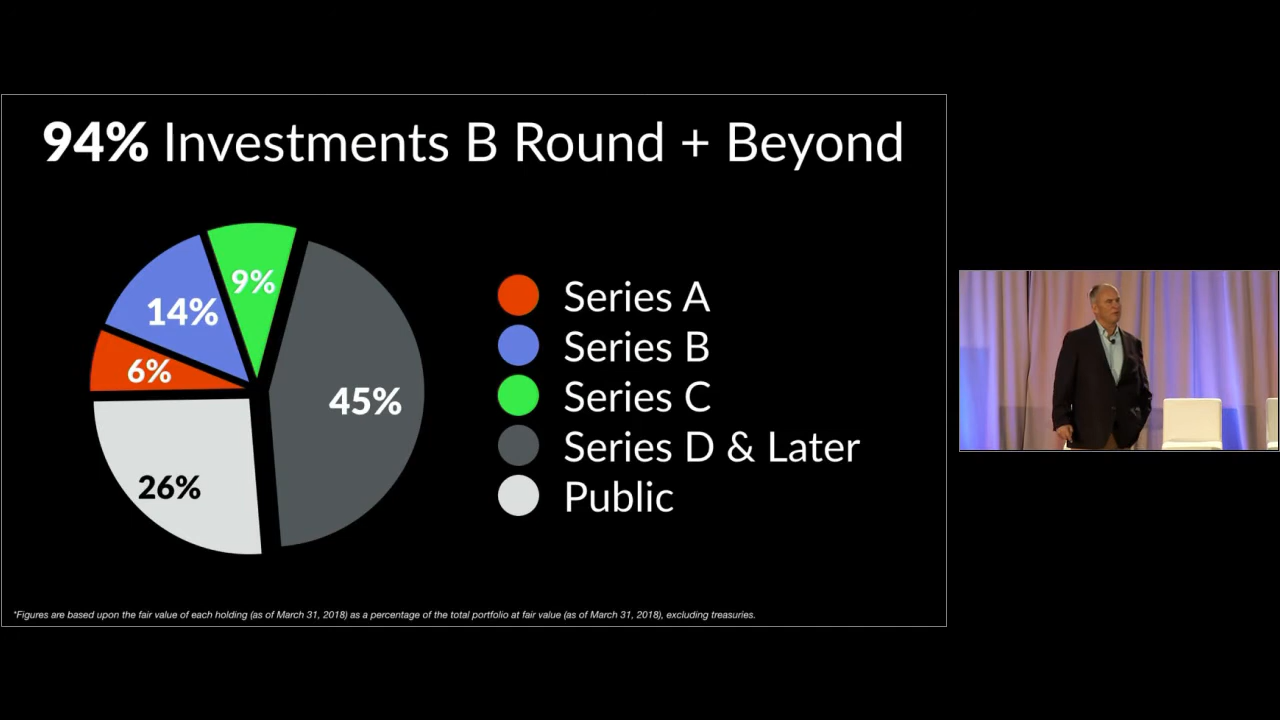 94% Investments B Round + Beyond
9%
14%
6%
45%
26%
Series A
Series B
Series C
Series D & Later
Public
*Figures are based upon the fair value of each holding (as of March 31, 2018) as a percentage of the total portfolio at fair value (as of March 31, 2018), excluding treasuries.